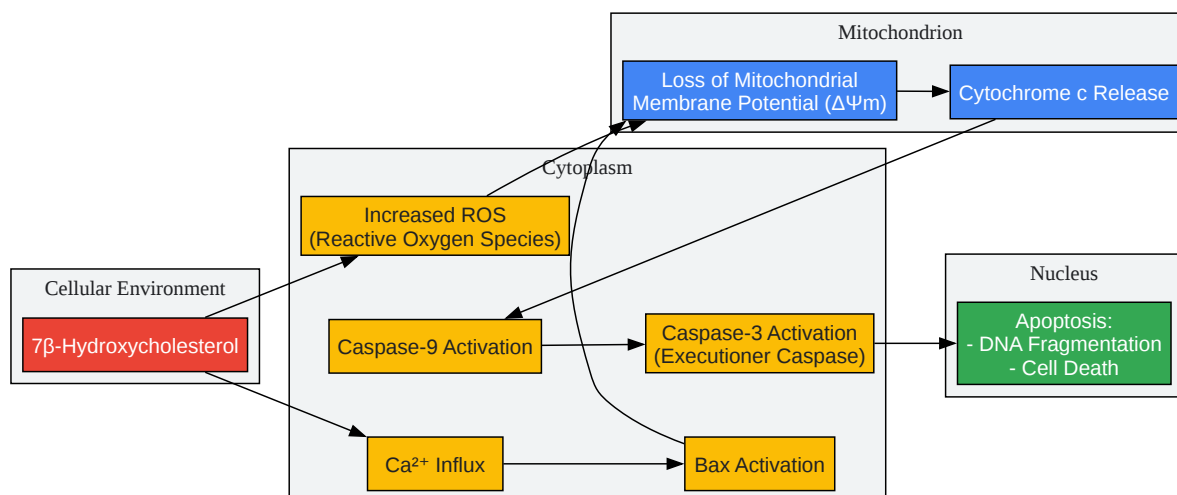 Mitochondrion
Loss of Mitochondrial
Membrane Potential (ΔΨm)
Cytochrome c Release
Cytoplasm
Increased ROS
(Reactive Oxygen Species)
Cellular Environment
7β-Hydroxycholesterol
Caspase-9 Activation
Caspase-3 Activation
(Executioner Caspase)
Nucleus
Apoptosis:
- DNA Fragmentation
- Cell Death
Ca²⁺ Influx
Bax Activation